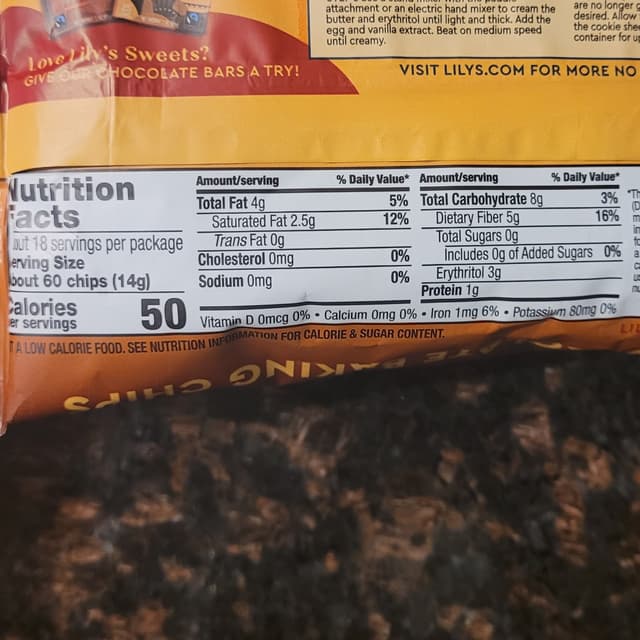 attachment or an electric hand mixer to cream the
butter and erythritol until light and thick. Add the
egg and vanilla extract. Beat on medium speed
until creamy.
are no longer
desired. Allow
the cookie shee
container for up
Love Lily's Sweets?
GIVE OUR CHOCOLATE BARS A TRY!
VISIT LILYS.COM FOR MORE NO
Nutrition
Facts
out 18 servings per package
erving Size
bout 60 chips (14g)
Calories 50
er servings
Amount/serving % Daily Value*
Total Fat 4g 5%
Saturated Fat 2.5g 12%
Trans Fat 0g
Cholesterol 0mg 0%
Sodium 0mg 0%
Amount/serving % Daily Value*
Total Carbohydrate 8g 3%
Dietary Fiber 5g 16%
Total Sugars 0g
Includes 0g of Added Sugars 0%
Erythritol 3g
Protein 1g
Vitamin D 0mcg 0% • Calcium 0mg 0% • Iron 1mg 6% • Potassium 80mg 0%
T A LOW CALORIE FOOD. SEE NUTRITION INFORMATION FOR CALORIE & SUGAR CONTENT.
BAKING CHIPS